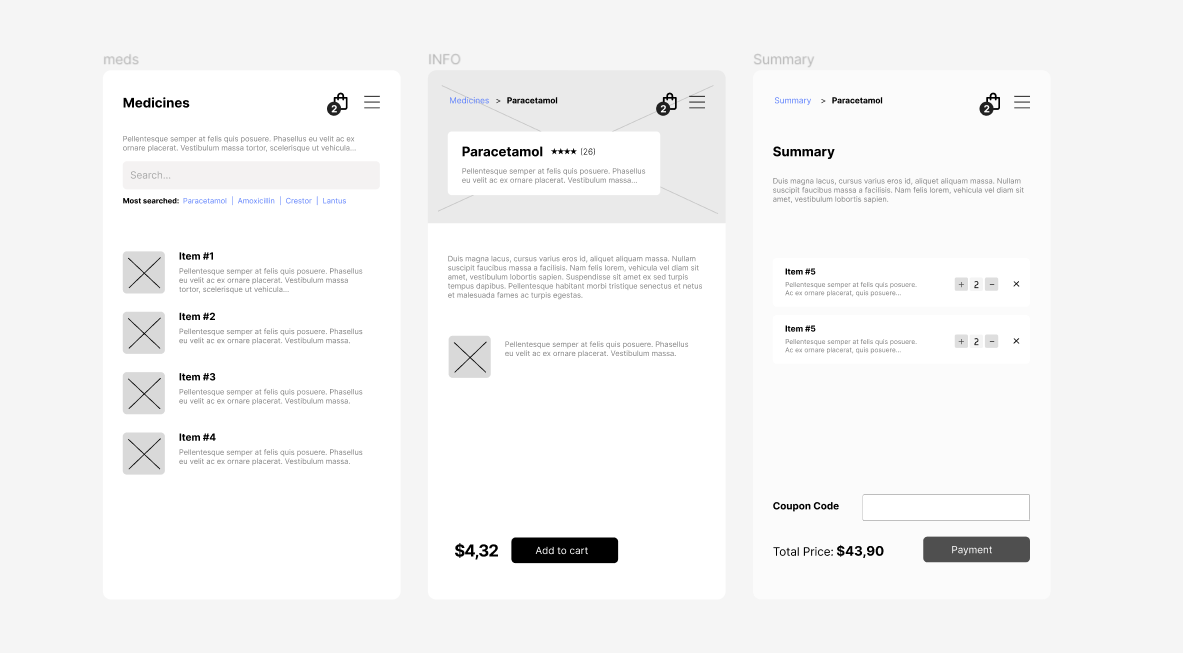 meds
Medicines
2
Pellentesque semper at felis quis posuere. Phasellus eu velit ac ex
ornare placerat. Vestibulum massa tortor, scelerisque ut vehicula...
Search...
Most searched: Paracetamol | Amoxicillin | Crestor | Lantus
Item #1
Pellentesque semper at felis quis posuere. Phasellus
eu velit ac ex ornare placerat. Vestibulum massa
tortor, scelerisque ut vehicula...
Item #2
Pellentesque semper at felis quis posuere. Phasellus
eu velit ac ex ornare placerat. Vestibulum massa.
Item #3
Pellentesque semper at felis quis posuere. Phasellus
eu velit ac ex ornare placerat. Vestibulum massa.
Item #4
Pellentesque semper at felis quis posuere. Phasellus
eu velit ac ex ornare placerat. Vestibulum massa.
INFO
Medicines > Paracetamol
2
Paracetamol ★★★★ (26)
Pellentesque semper at felis quis posuere. Phasellus
eu velit ac ex ornare placerat. Vestibulum massa...
Duis magna lacus, cursus varius eros id, aliquet aliquam massa. Nullam
suscipit faucibus massa a facilisis. Nam felis lorem, vehicula vel diam sit
amet, vestibulum lobortis sapien. Suspendisse sit amet ex sed turpis
tempus dapibus. Pellentesque habitant morbi tristique senectus et netus
et malesuada fames ac turpis egestas.
Pellentesque semper at felis quis posuere. Phasellus
eu velit ac ex ornare placerat. Vestibulum massa.
$4,32
Add to cart
Summary
Summary > Paracetamol
2
Summary
Duis magna lacus, cursus varius eros id, aliquet aliquam massa. Nullam
suscipit faucibus massa a facilisis. Nam felis lorem, vehicula vel diam sit
amet, vestibulum lobortis sapien.
Item #5
Pellentesque semper at felis quis posuere.
Ac ex ornare placerat, quis posuere...
+ 2 − ×
Item #5
Pellentesque semper at felis quis posuere.
Ac ex ornare placerat, quis posuere...
+ 2 − ×
Coupon Code
Total Price: $43,90
Payment